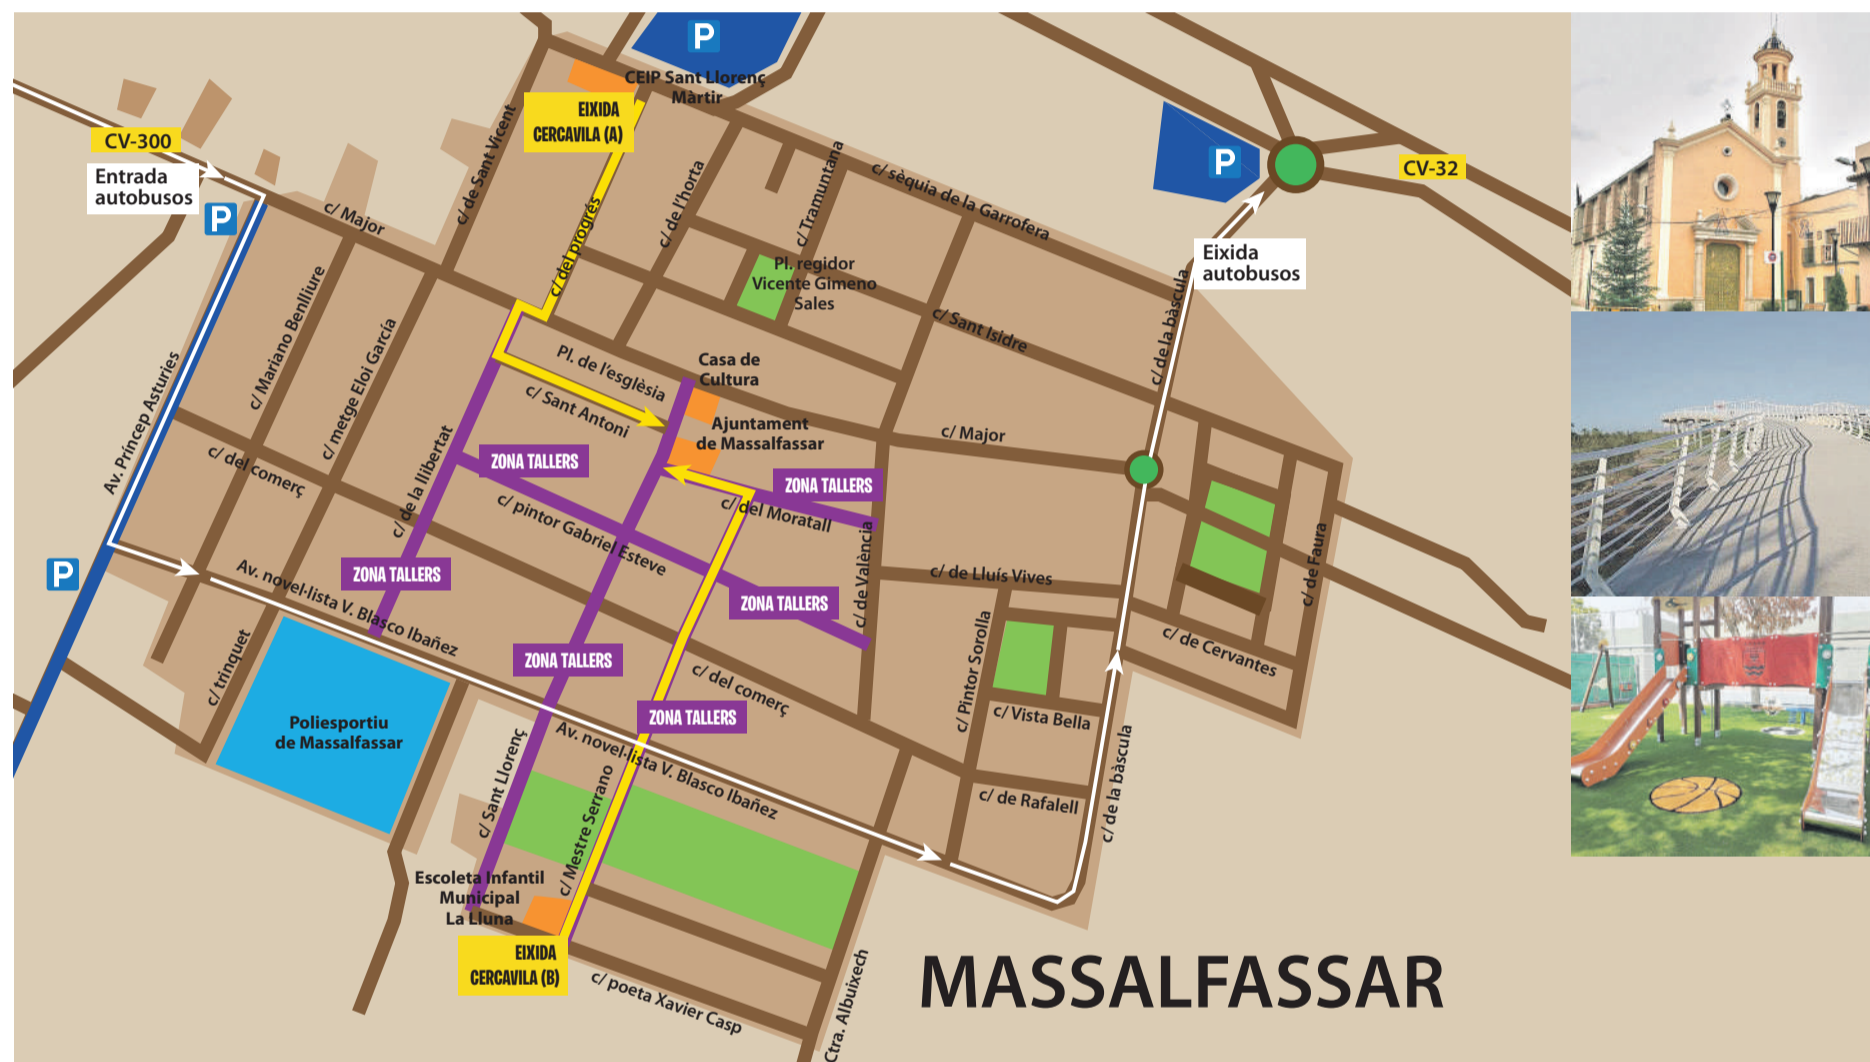 P
CEIP Sant Llorenç
Màrtir
EIXIDA
CERCAVILA (A)
CV-300
Entrada
autobusos
P
c/ Major
c/ de Sant Vicent
c/ del progrés
c/ de l'horta
c/ Tramuntana
c/ sèquia de la Garrofera
P
CV-32
Eixida
autobusos
Pl. regidor
Vicente Gimeno
Sales
c/ Sant Isidre
c/ de la bàscula
c/ Mariano Benlliure
c/ metge Eloi García
Av. Príncep Asturies
Pl. de l'esglèsia
c/ Sant Antoni
Casa de
Cultura
Ajuntament
de Massalfassar
c/ Major
c/ del comerç
c/ de la llibertat
ZONA TALLERS
c/ pintor Gabriel Esteve
ZONA TALLERS
c/ del Moratall
c/ de València
c/ de Lluís Vives
c/ de Faura
P
ZONA TALLERS
Av. novel·lista V. Blasco Ibañez
ZONA TALLERS
c/ trinquet
ZONA TALLERS
c/ del comerç
c/ Pintor Sorolla
c/ de Cervantes
Poliesportiu
de Massalfassar
ZONA TALLERS
c/ Vista Bella
c/ Sant Llorenç
Av. novel·lista V. Blasco Ibañez
c/ de Rafalell
c/ de la bàscula
c/ Mestre Serrano
Escoleta Infantil
Municipal
La Lluna
EIXIDA
CERCAVILA (B)
c/ poeta Xavier Casp
Ctra. Albuixech
MASSALFASSAR